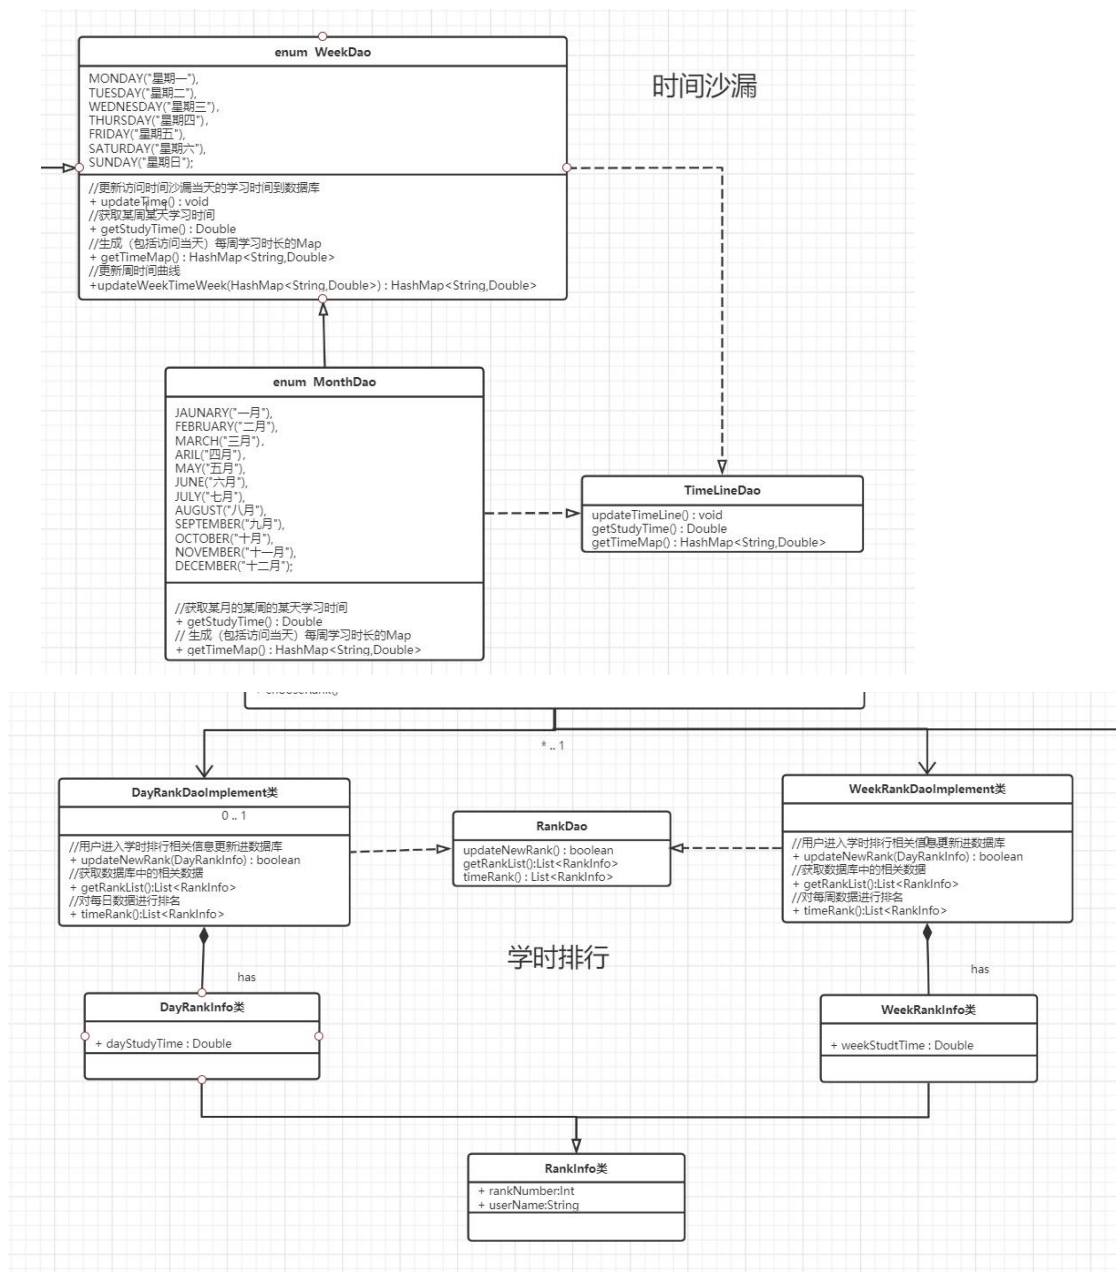 enum WeekDao
MONDAY("星期一"),
TUESDAY("星期二"),
WEDNESDAY("星期三"),
THURSDAY("星期四"),
FRIDAY("星期五"),
SATURDAY("星期六"),
SUNDAY("星期日");
//更新访问时间沙漏当天的学习时间到数据库
+ updateTime() : void
//获取某周某天学习时间
+ getStudyTime() : Double
//生成（包括访问当天）每周学习时长的Map
+ getTimeMap() : HashMap<String,Double>
//更新周时间曲线
+updateWeekTimeWeek(HashMap<String,Double>) : HashMap<String,Double>
时间沙漏
enum MonthDao
JAUNARY("一月"),
FEBRUARY("二月"),
MARCH("三月"),
ARIL("四月"),
MAY("五月"),
JUNE("六月"),
JULY("七月"),
AUGUST("八月"),
SEPTEMBER("九月"),
OCTOBER("十月"),
NOVEMBER("十一月"),
DECEMBER("十二月");
//获取某月的某周的某天学习时间
+ getStudyTime() : Double
// 生成（包括访问当天）每周学习时长的Map
+ getTimeMap() : HashMap<String,Double>
TimeLineDao
updateTimeLine() : void
getStudyTime() : Double
getTimeMap() : HashMap<String,Double>
* .. 1
DayRankDaoImplement类
0 .. 1
//用户进入学时排行相关信息更新进数据库
+ updateNewRank(DayRankInfo) : boolean
//获取数据库中的相关数据
+ getRankList():List<RankInfo>
//对每日数据进行排名
+ timeRank():List<RankInfo>
RankDao
updateNewRank() : boolean
getRankList():List<RankInfo>
timeRank() : List<RankInfo>
WeekRankDaoImplement类
//用户进入学时排行相关信息更新进数据库
+ updateNewRank(DayRankInfo) : boolean
//获取数据库中的相关数据
+ getRankList():List<RankInfo>
//对每周数据进行排名
+ timeRank():List<RankInfo>
学时排行
has
has
DayRankInfo类
+ dayStudyTime : Double
WeekRankInfo类
+ weekStudtTime : Double
RankInfo类
+ rankNumber:Int
+ userName:String